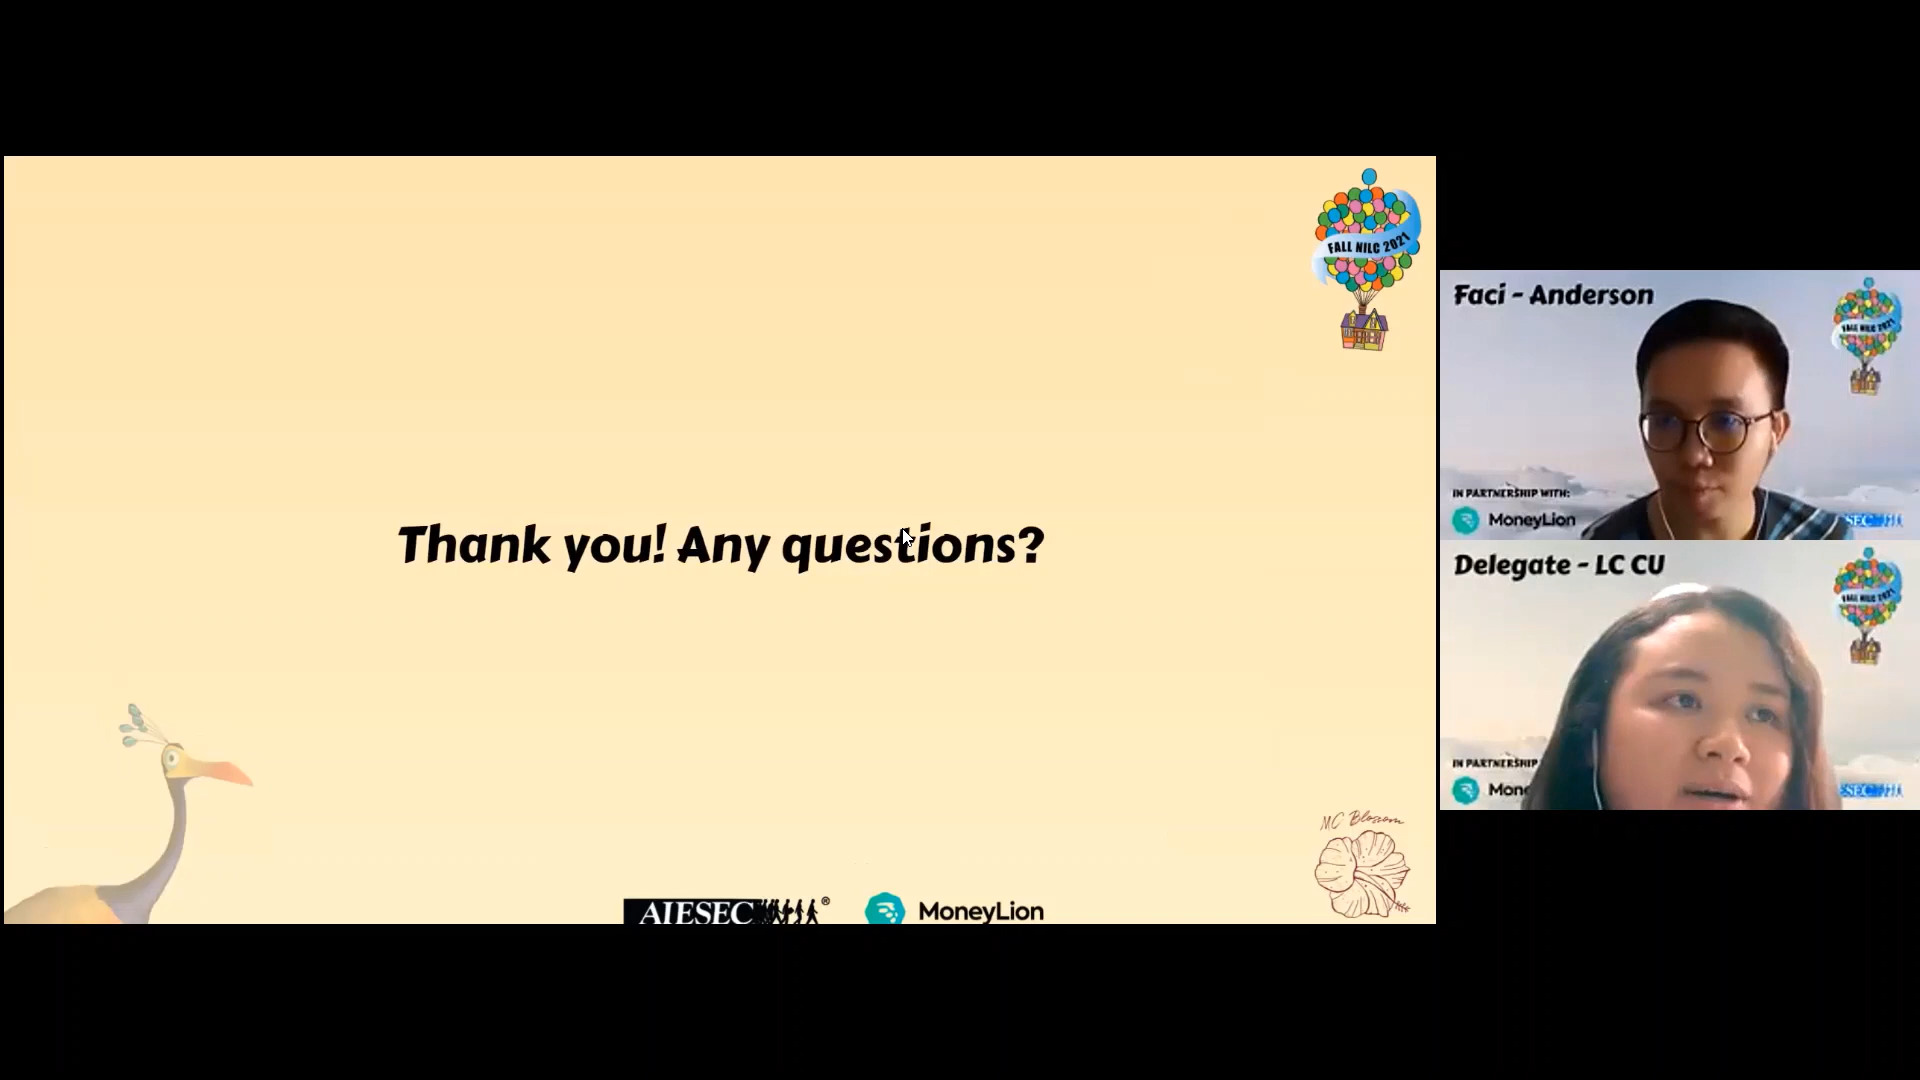 FALL NILC 2021
Thank you! Any questions?
MC Blossom
AIESEC®
MoneyLion
Faci - Anderson
FALL NILC 2021
IN PARTNERSHIP WITH:
MoneyLion
Delegate - LC CU
FALL NILC 2021
IN PARTNERSHIP